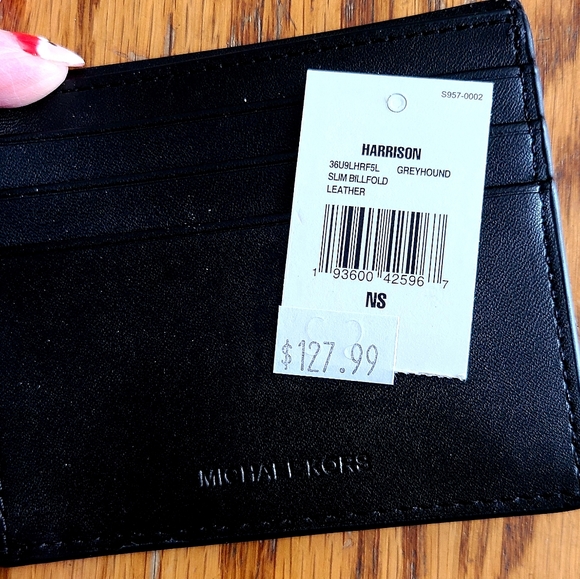 S957-0002
HARRISON
36U9LHRF5L GREYHOUND
SLIM BILLFOLD
LEATHER
1 93600 42596 7
NS
$127.99
MICHAEL KORS